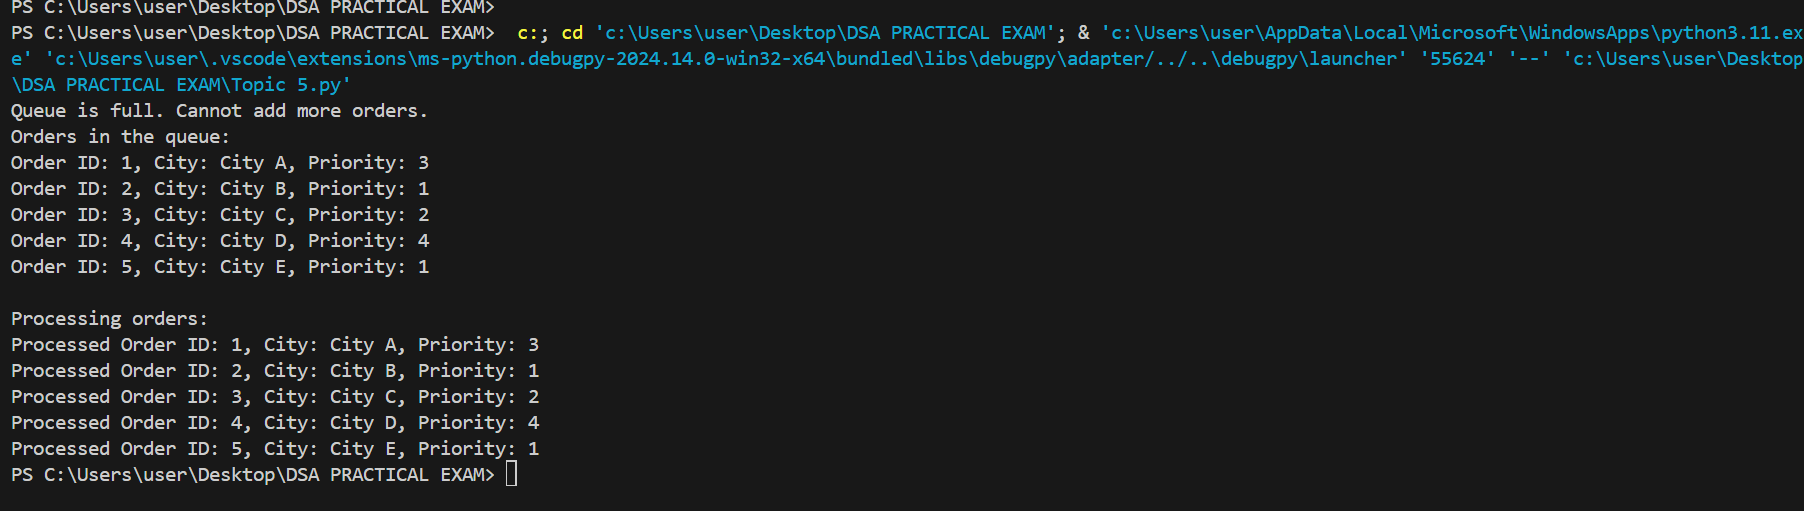 PS C:\Users\user\Desktop\DSA PRACTICAL EXAM>
PS C:\Users\user\Desktop\DSA PRACTICAL EXAM>  c:; cd 'c:\Users\user\Desktop\DSA PRACTICAL EXAM'; & 'c:\Users\user\AppData\Local\Microsoft\WindowsApps\python3.11.ex
e' 'c:\Users\user\.vscode\extensions\ms-python.debugpy-2024.14.0-win32-x64\bundled\libs\debugpy\adapter/../..\debugpy\launcher' '55624' '--' 'c:\Users\user\Desktop
\DSA PRACTICAL EXAM\Topic 5.py'
Queue is full. Cannot add more orders.
Orders in the queue:
Order ID: 1, City: City A, Priority: 3
Order ID: 2, City: City B, Priority: 1
Order ID: 3, City: City C, Priority: 2
Order ID: 4, City: City D, Priority: 4
Order ID: 5, City: City E, Priority: 1

Processing orders:
Processed Order ID: 1, City: City A, Priority: 3
Processed Order ID: 2, City: City B, Priority: 1
Processed Order ID: 3, City: City C, Priority: 2
Processed Order ID: 4, City: City D, Priority: 4
Processed Order ID: 5, City: City E, Priority: 1
PS C:\Users\user\Desktop\DSA PRACTICAL EXAM>